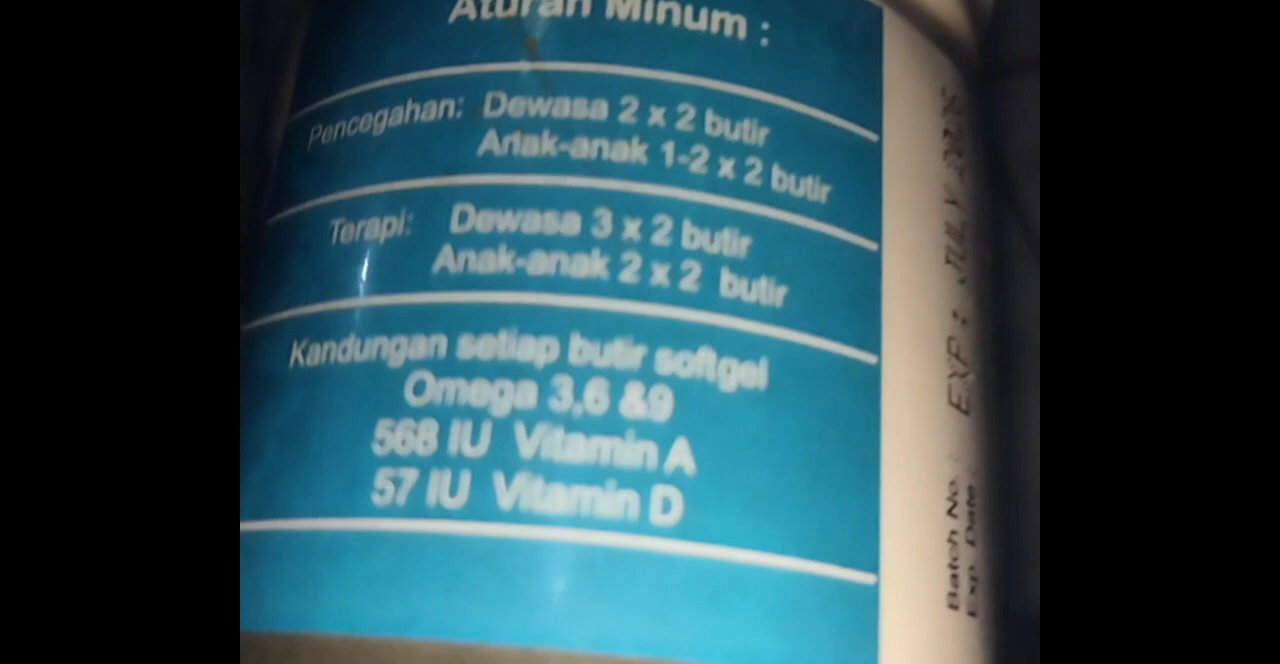 Aturan Minum :
Pencegahan: Dewasa 2 x 2 butir
Anak-anak 1-2 x 2 butir
Terapi: Dewasa 3 x 2 butir
Anak-anak 2 x 2 butir
Kandungan setiap butir softgel
Omega 3,6 &9
568 IU Vitamin A
57 IU Vitamin D
Batch No. :
Exp. Date :
EXP : JULY